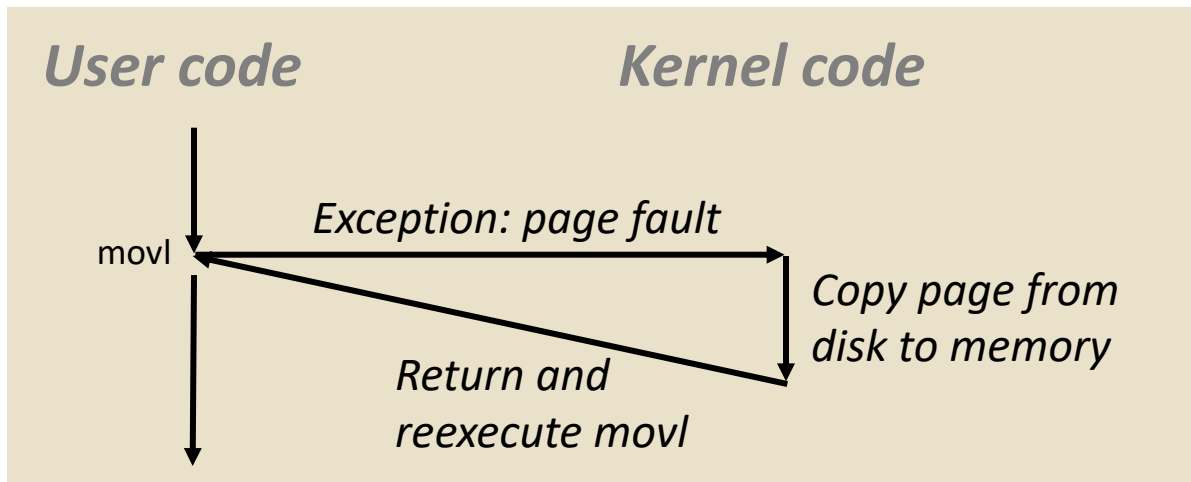 User code
Kernel code
Exception: page fault
movl
Copy page from
disk to memory
Return and
reexecute movl